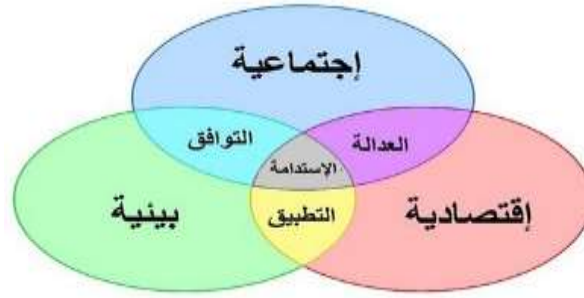 إجتماعية
التوافق
العدالة
الإستدامة
بيئية
التطبيق
إقتصادية